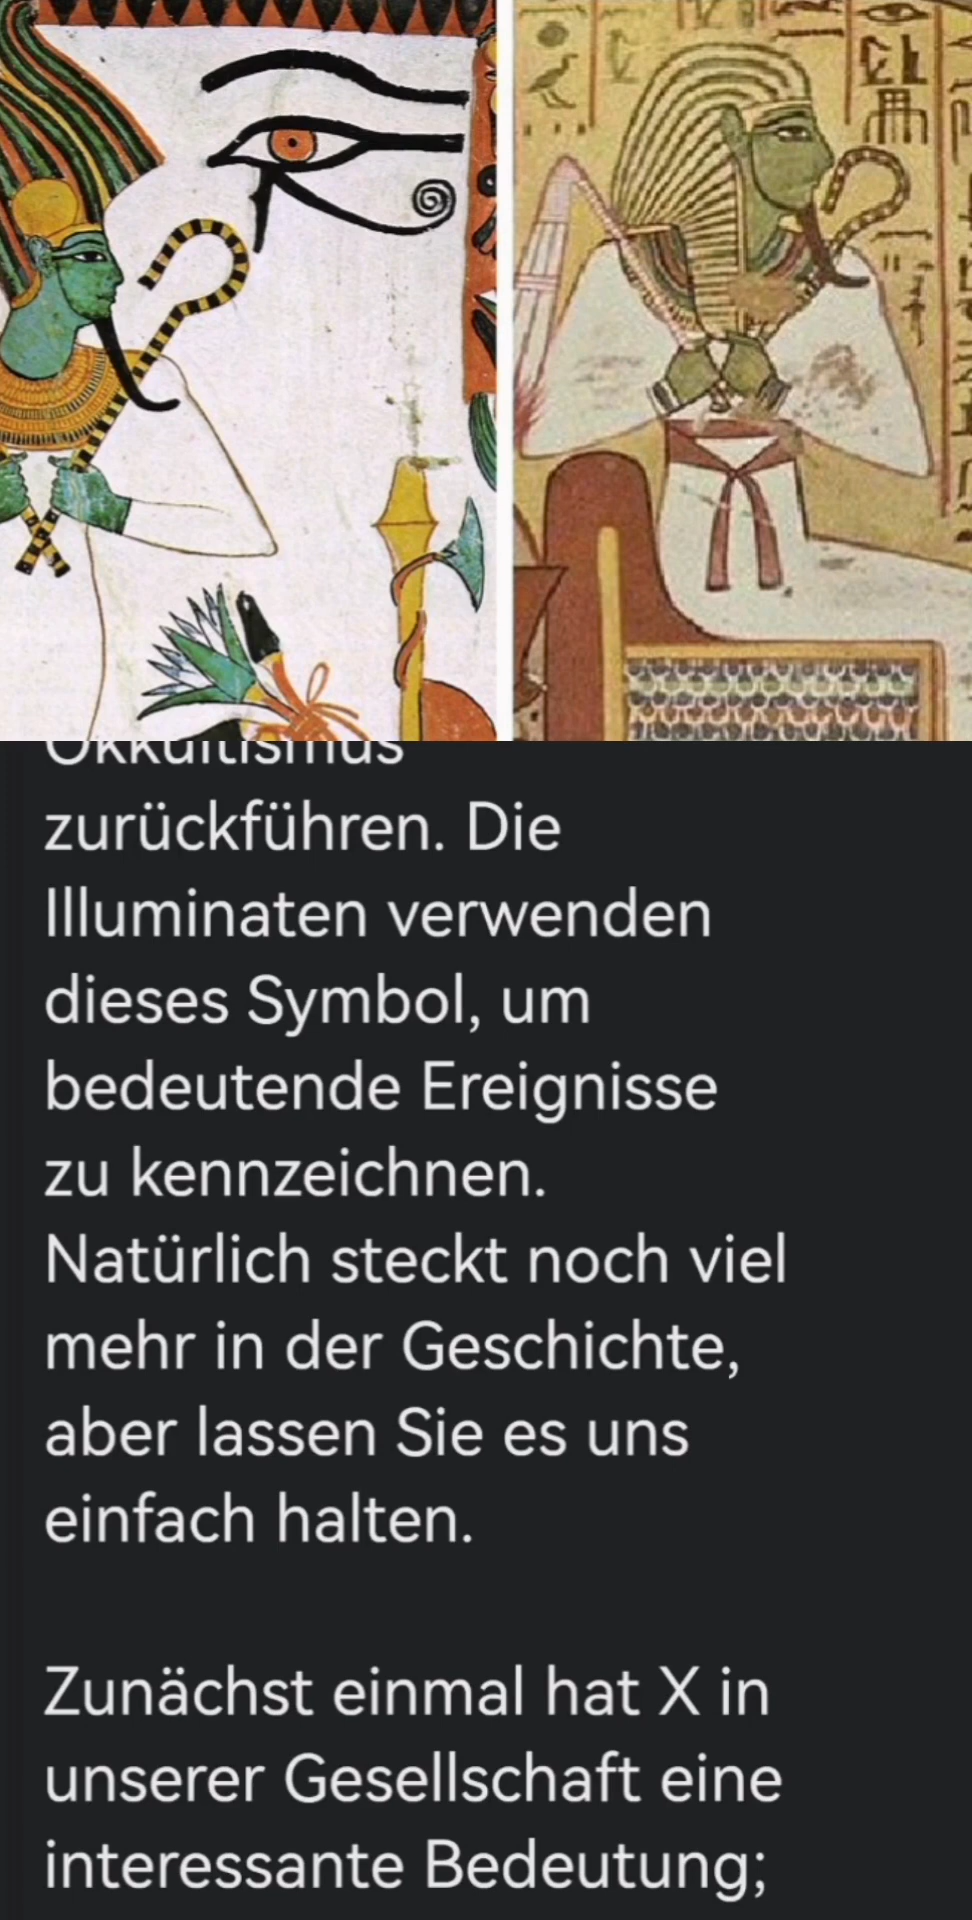 Okkultismus
zurückführen. Die
Illuminaten verwenden
dieses Symbol, um
bedeutende Ereignisse
zu kennzeichnen.
Natürlich steckt noch viel
mehr in der Geschichte,
aber lassen Sie es uns
einfach halten.
Zunächst einmal hat X in
unserer Gesellschaft eine
interessante Bedeutung;